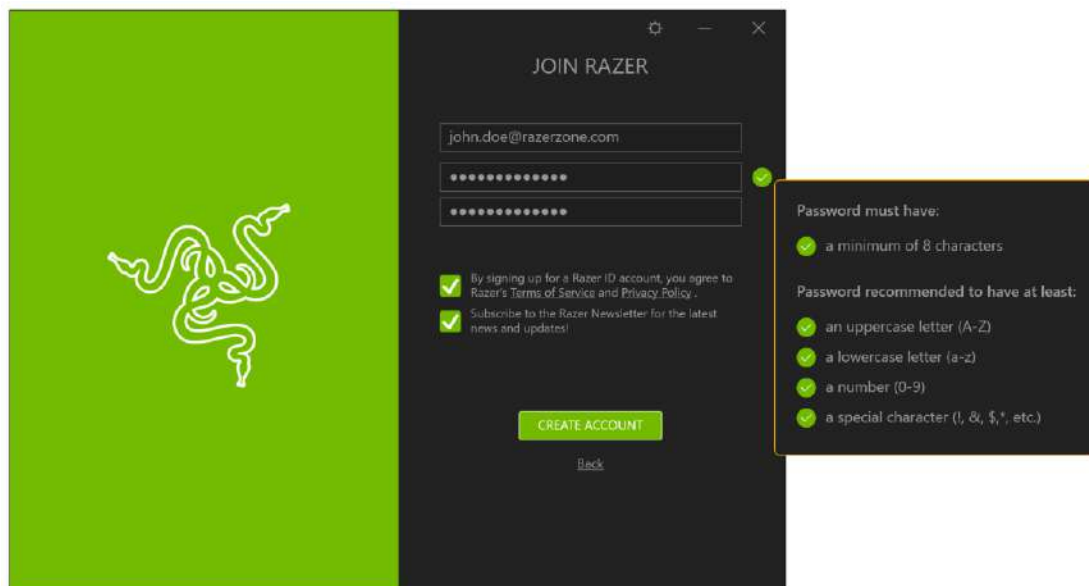 JOIN RAZER
john.doe@razerzone.com
By signing up for a Razer ID account, you agree to
Razer's Terms of Service and Privacy Policy .
Subscribe to the Razer Newsletter for the latest
news and updates!
CREATE ACCOUNT
Back
Password must have:
a minimum of 8 characters
Password recommended to have at least:
an uppercase letter (A-Z)
a lowercase letter (a-z)
a number (0-9)
a special character (!, &, $,*, etc.)